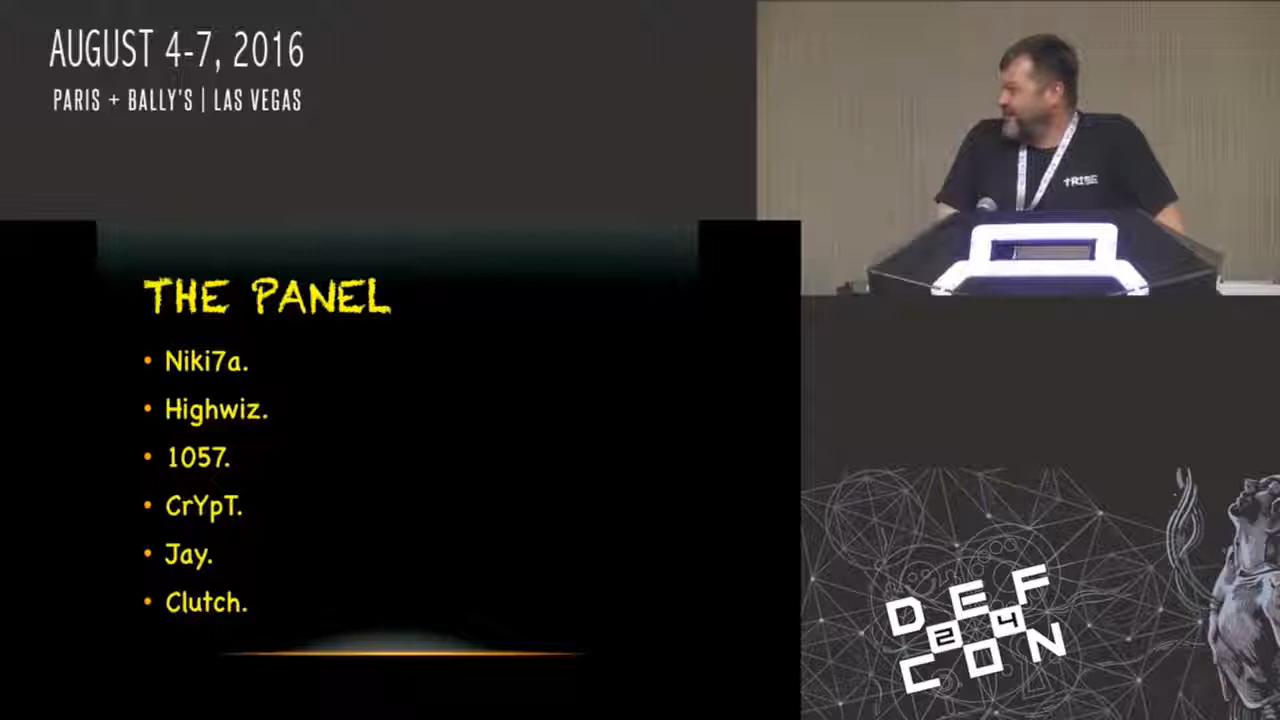 AUGUST 4-7, 2016
PARIS + BALLY'S | LAS VEGAS
TRIBE
THE PANEL
• Niki7a.
• Highwiz.
• 1057.
• CrYpT.
• Jay.
• Clutch.
DEF
24
CON